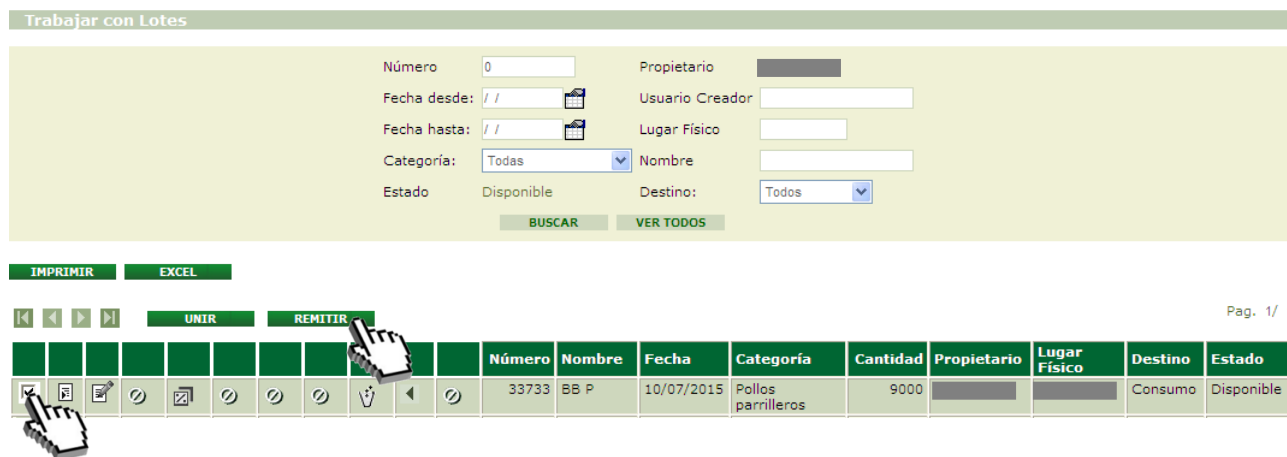 Trabajar con Lotes
Número 0 Propietario
Fecha desde: / / Usuario Creador
Fecha hasta: / / Lugar Físico
Categoría: Todas Nombre
Estado Disponible Destino: Todos
BUSCAR VER TODOS
IMPRIMIR EXCEL
UNIR REMITIR Pag. 1/
Número Nombre Fecha Categoría Cantidad Propietario Lugar Físico Destino Estado
33733 BB P 10/07/2015 Pollos parrilleros 9000 Consumo Disponible